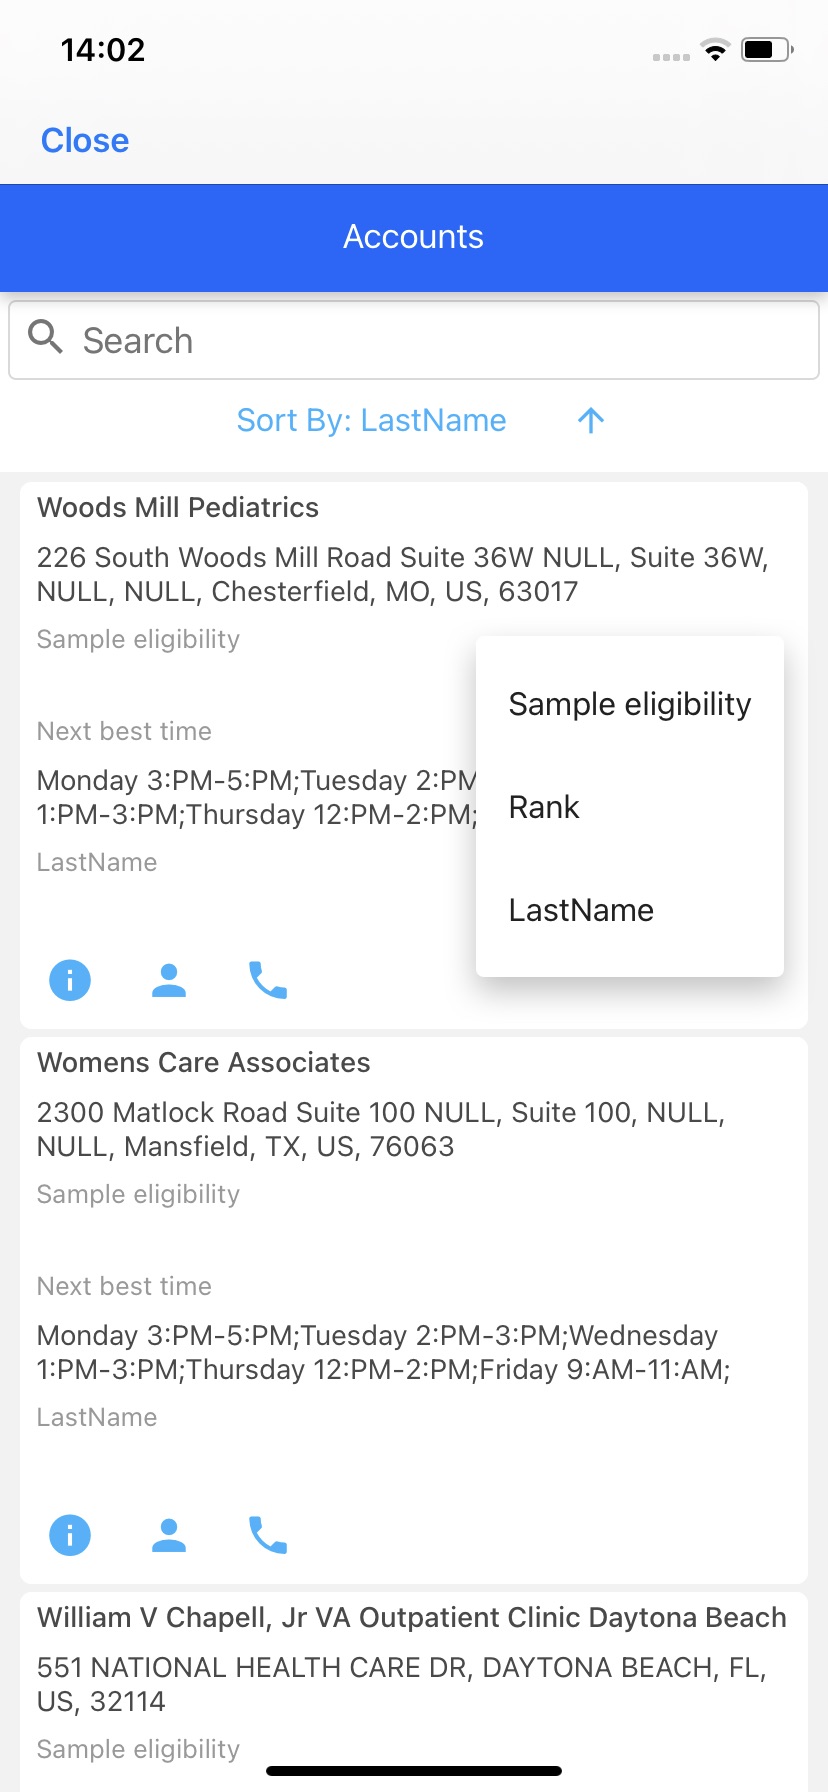 14:02
Close
Accounts
Search
Sort By: LastName
Woods Mill Pediatrics
226 South Woods Mill Road Suite 36W NULL, Suite 36W,
NULL, NULL, Chesterfield, MO, US, 63017
Sample eligibility
Next best time
Monday 3:PM-5:PM;Tuesday 2:PM
1:PM-3:PM;Thursday 12:PM-2:PM;
LastName
Sample eligibility
Rank
LastName
Womens Care Associates
2300 Matlock Road Suite 100 NULL, Suite 100, NULL,
NULL, Mansfield, TX, US, 76063
Sample eligibility
Next best time
Monday 3:PM-5:PM;Tuesday 2:PM-3:PM;Wednesday
1:PM-3:PM;Thursday 12:PM-2:PM;Friday 9:AM-11:AM;
LastName
William V Chapell, Jr VA Outpatient Clinic Daytona Beach
551 NATIONAL HEALTH CARE DR, DAYTONA BEACH, FL,
US, 32114
Sample eligibility